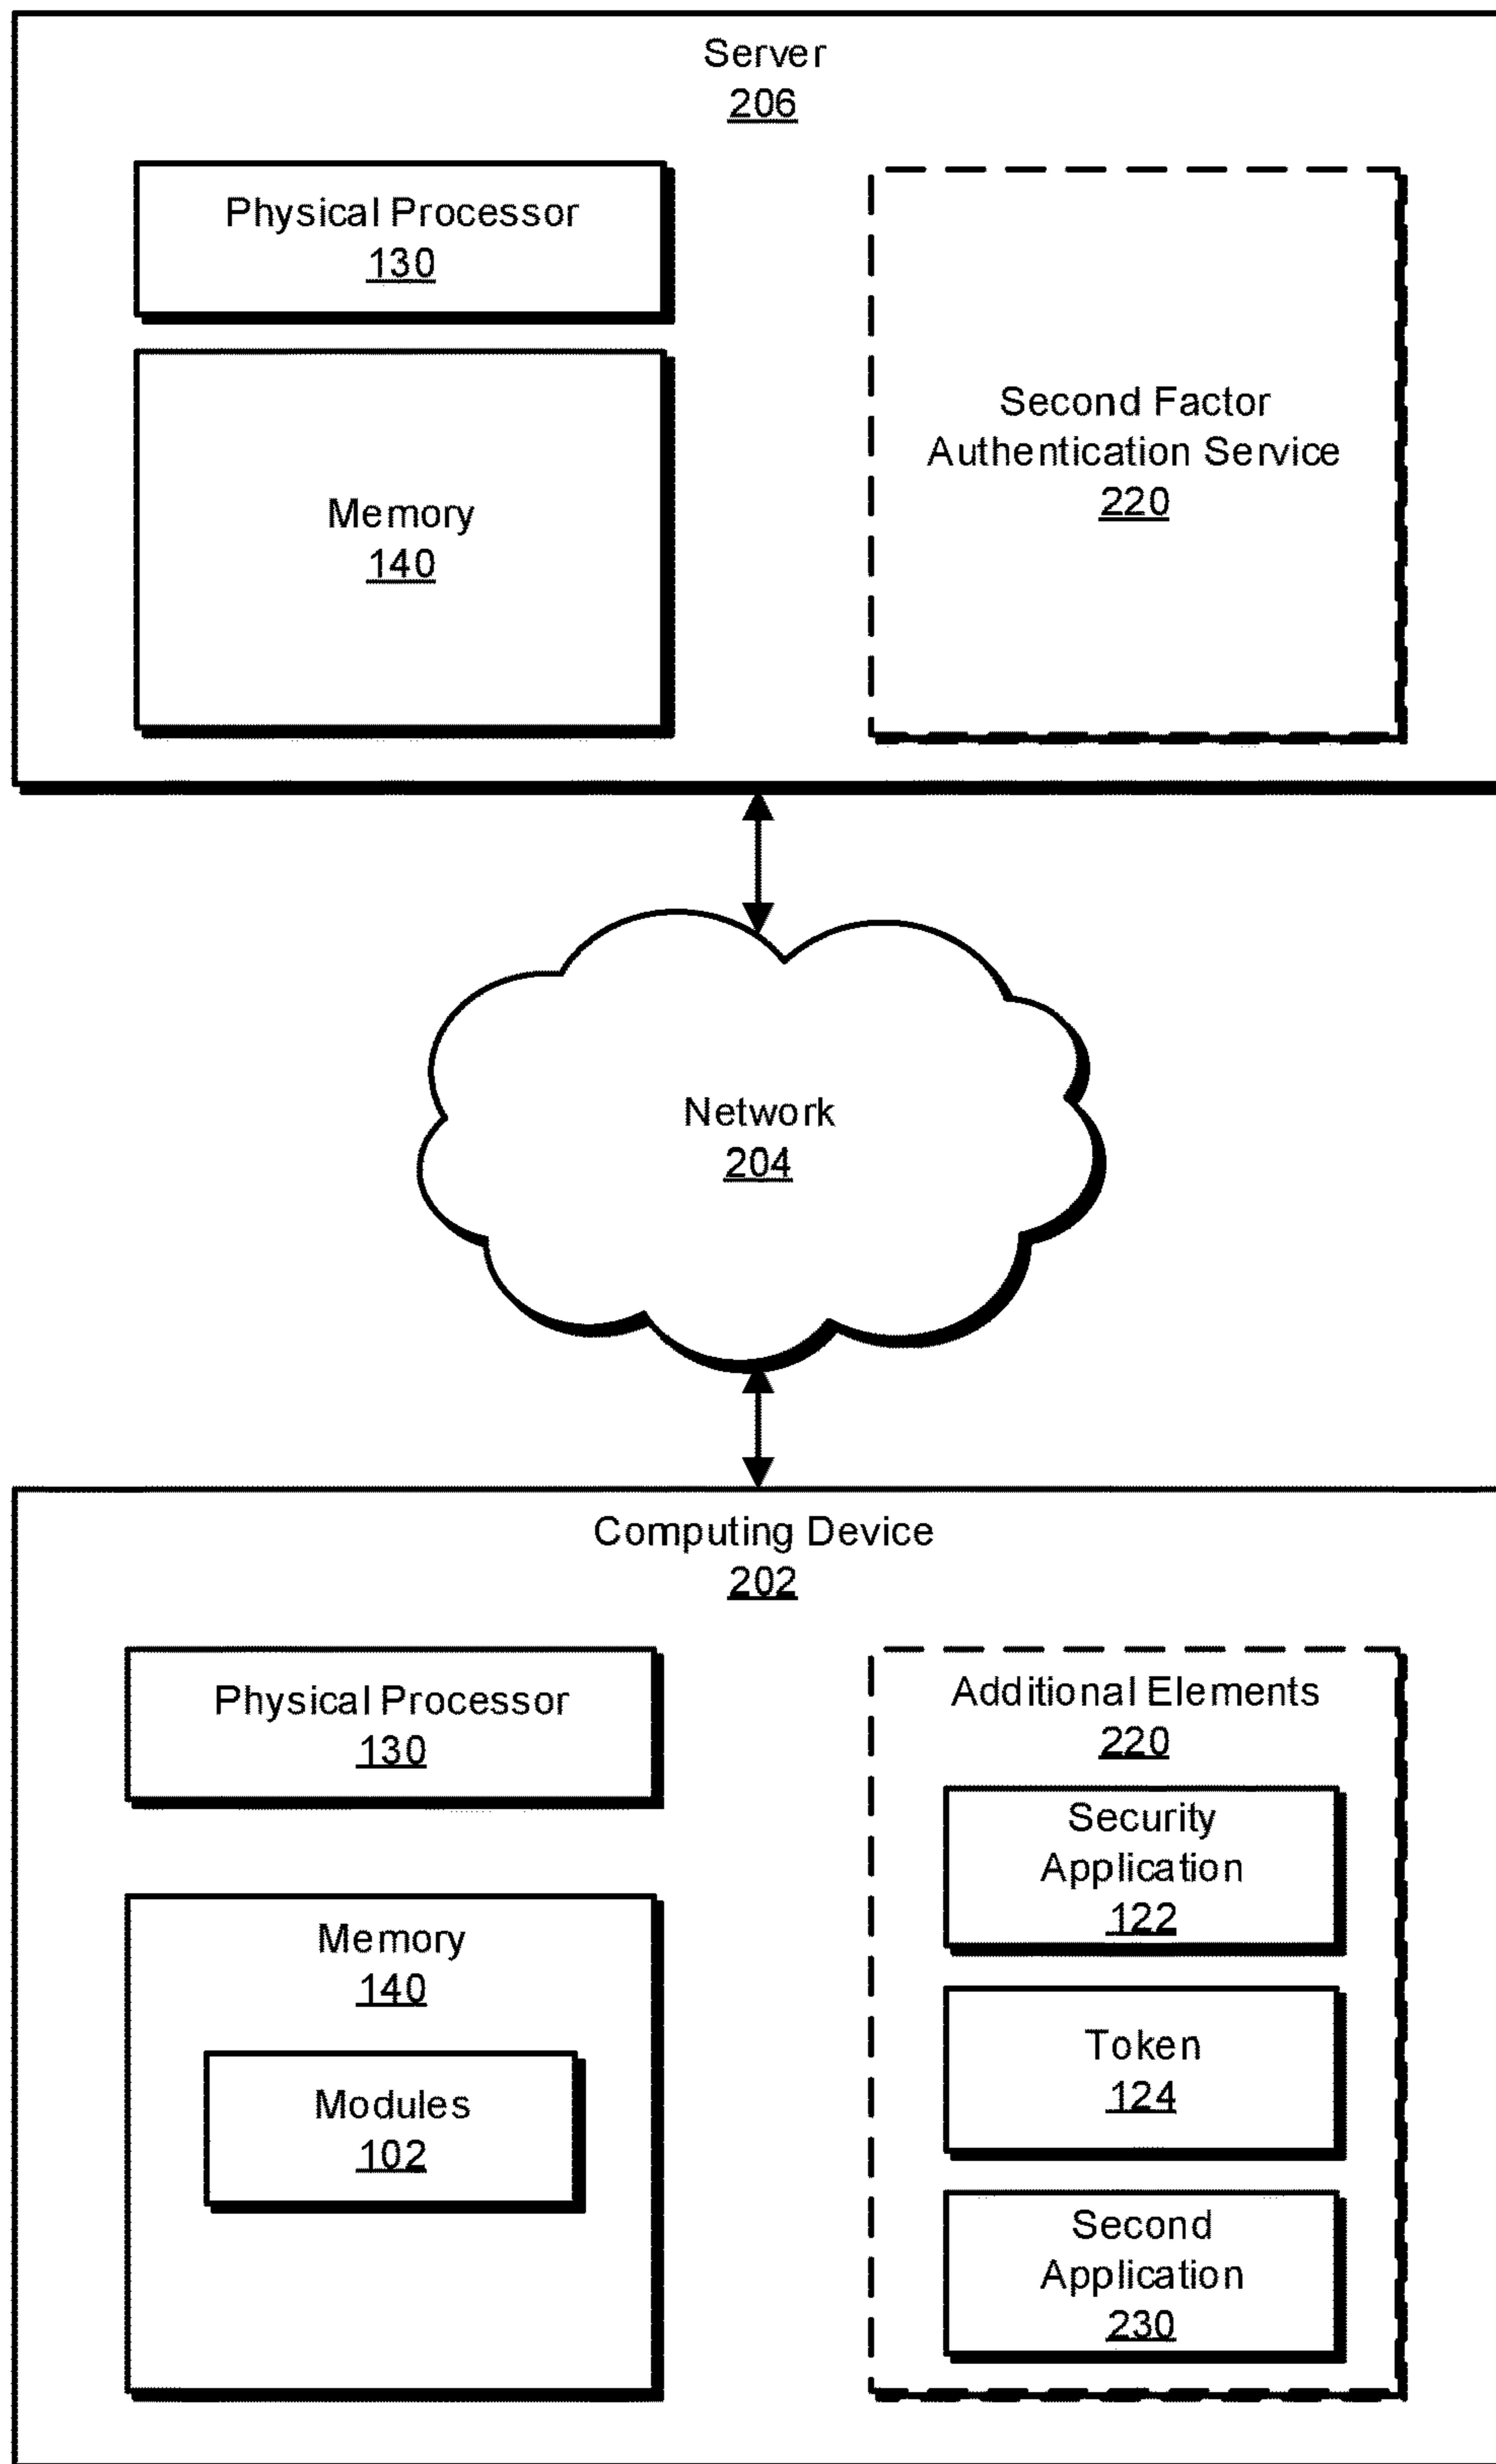 Server
206
Physical Processor
130
Memory
140
Second Factor
Authentication Service
220
Network
204
Computing Device
202
Physical Processor
130
Memory
140
Modules
102
Additional Elements
220
Security
Application
122
Token
124
Second
Application
230